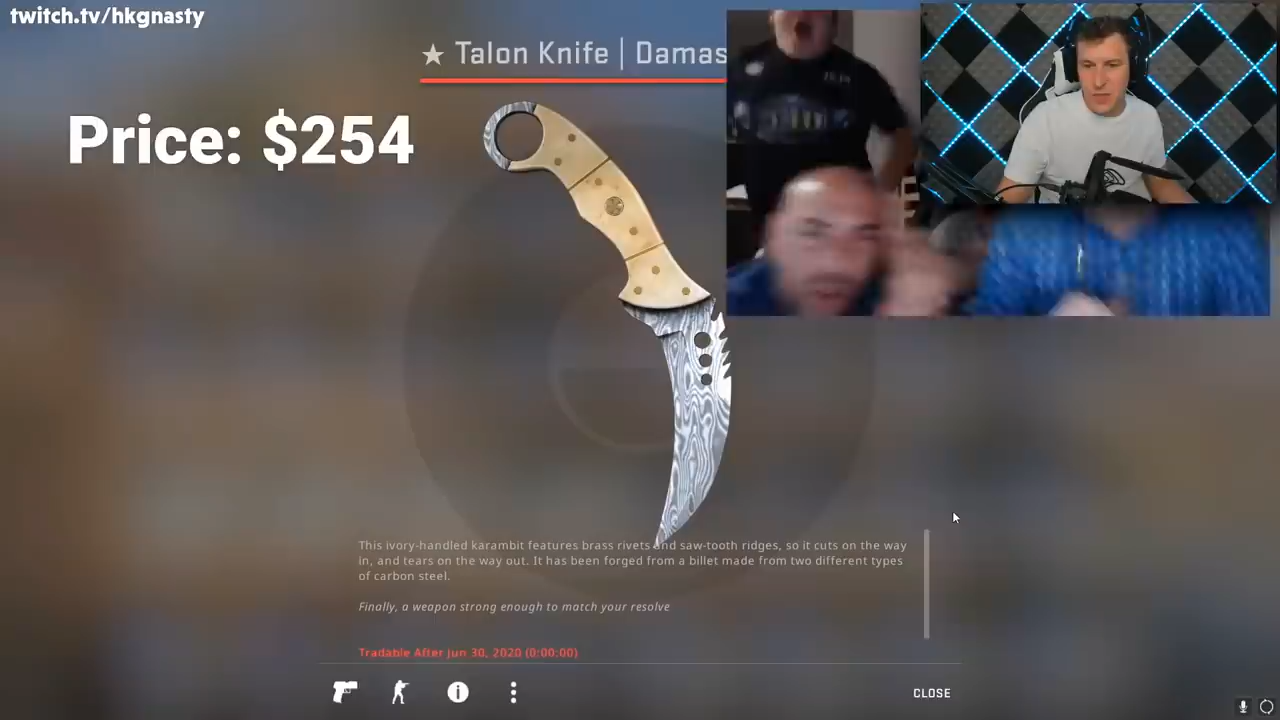 twitch.tv/hkgnasty
★ Talon Knife | Damas
Price: $254
This ivory-handled karambit features brass rivets and saw-tooth ridges, so it cuts on the way
in, and tears on the way out. It has been forged from a billet made from two different types
of carbon steel.
Finally, a weapon strong enough to match your resolve
Tradable After Jun 30, 2020 (0:00:00)
CLOSE